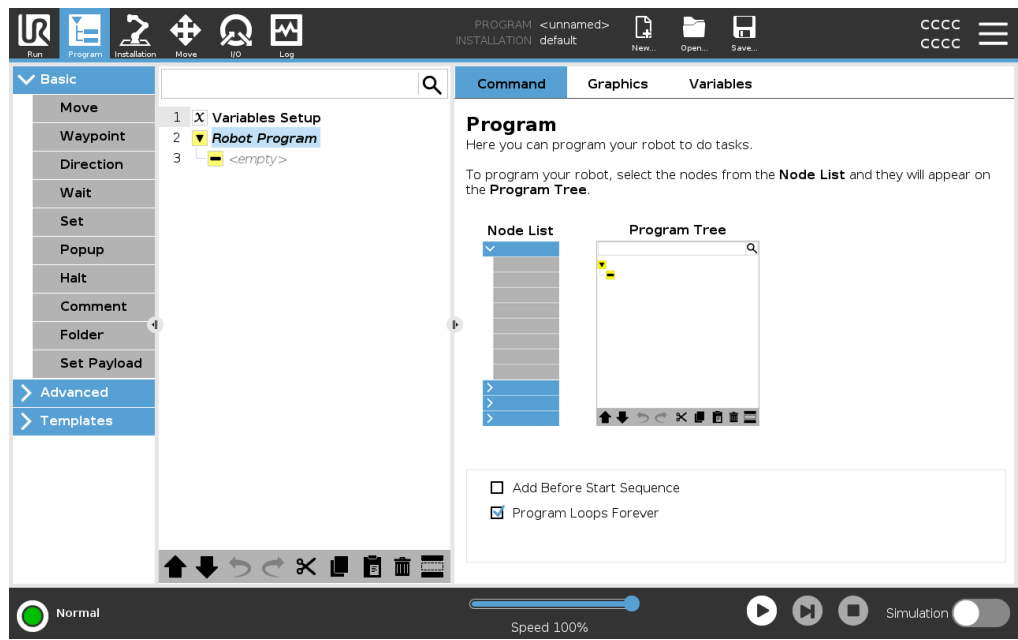 UR
Run
Program
Installation
Move
I/O
Log
PROGRAM <unnamed>
INSTALLATION default
New...
Open...
Save...
CCCC
CCCC
Basic
Move
Waypoint
Direction
Wait
Set
Popup
Halt
Comment
Folder
Set Payload
Advanced
Templates
1 X Variables Setup
2 Robot Program
3 <empty>
Command Graphics Variables
Program
Here you can program your robot to do tasks.
To program your robot, select the nodes from the Node List and they will appear on
the Program Tree.
Node List Program Tree
Add Before Start Sequence
Program Loops Forever
Normal
Speed 100%
Simulation